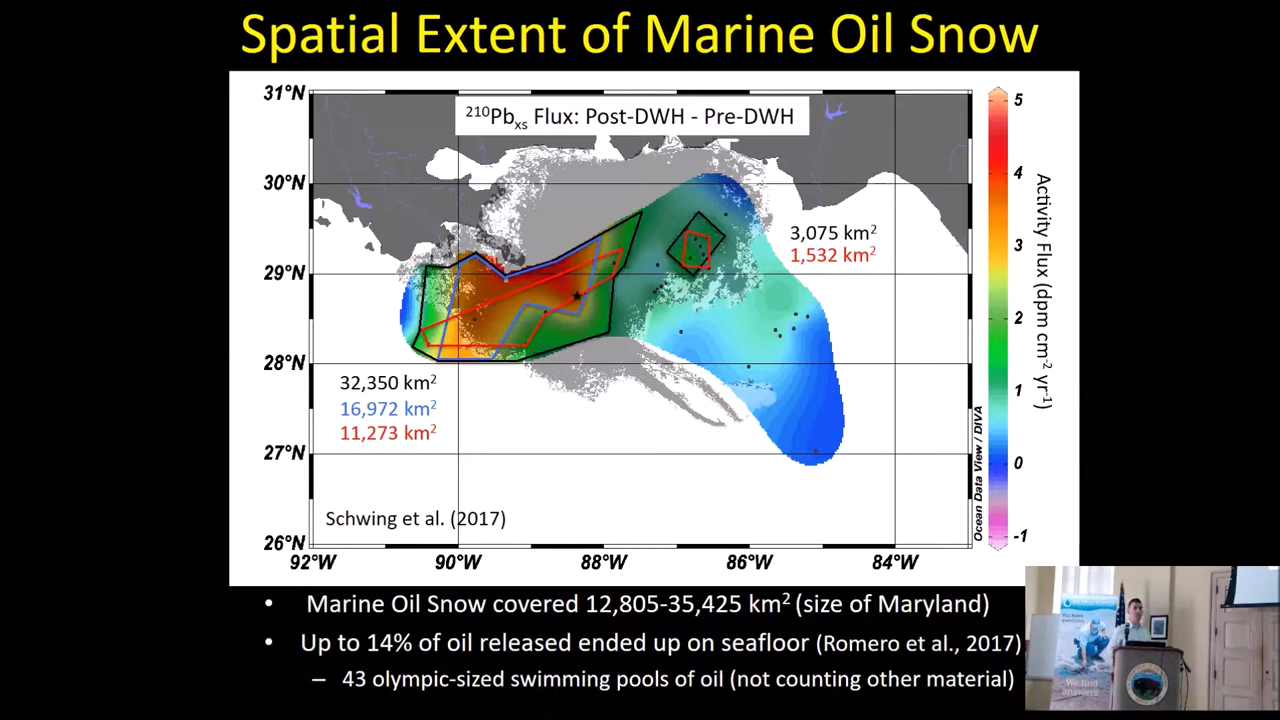 Spatial Extent of Marine Oil Snow
²¹⁰Pbxs Flux: Post-DWH - Pre-DWH
31°N
30°N
29°N
28°N
27°N
26°N
92°W
90°W
88°W
86°W
84°W
3,075 km²
1,532 km²
32,350 km²
16,972 km²
11,273 km²
Schwing et al. (2017)
Ocean Data View / DIVA
5
4
3
2
1
0
-1
Activity Flux (dpm cm⁻² yr⁻¹)
• Marine Oil Snow covered 12,805-35,425 km² (size of Maryland)
• Up to 14% of oil released ended up on seafloor (Romero et al., 2017)
– 43 olympic-sized swimming pools of oil (not counting other material)
We find
answers